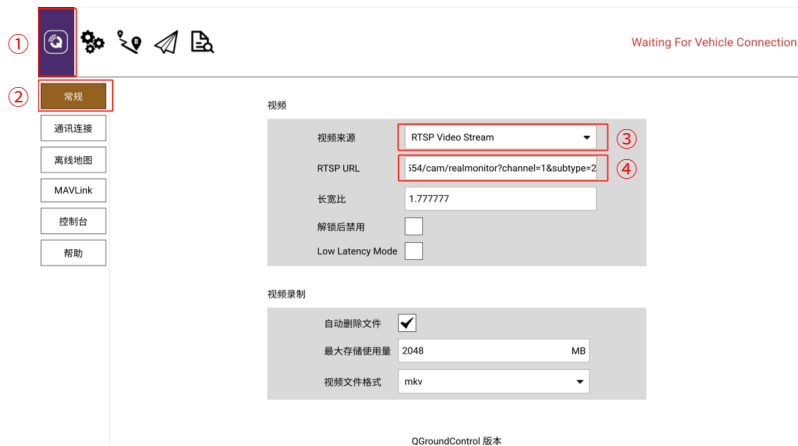 ①
Waiting For Vehicle Connection
② 常规
通讯连接
离线地图
MAVLink
控制台
帮助
视频
视频来源 RTSP Video Stream ③
RTSP URL 554/cam/realmonitor?channel=1&subtype=2 ④
长宽比 1.777777
解锁后禁用
Low Latency Mode
视频录制
自动删除文件
最大存储使用量 2048 MB
视频文件格式 mkv
QGroundControl 版本